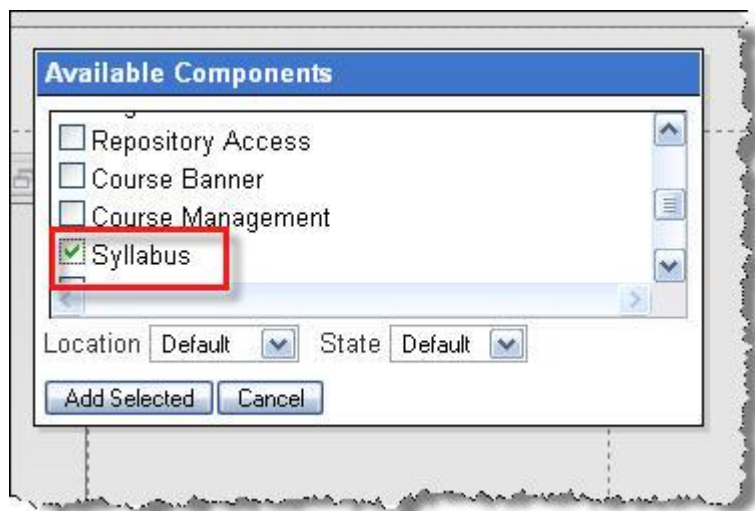 Available Components
Repository Access
Course Banner
Course Management
Syllabus
Location Default State Default
Add Selected Cancel